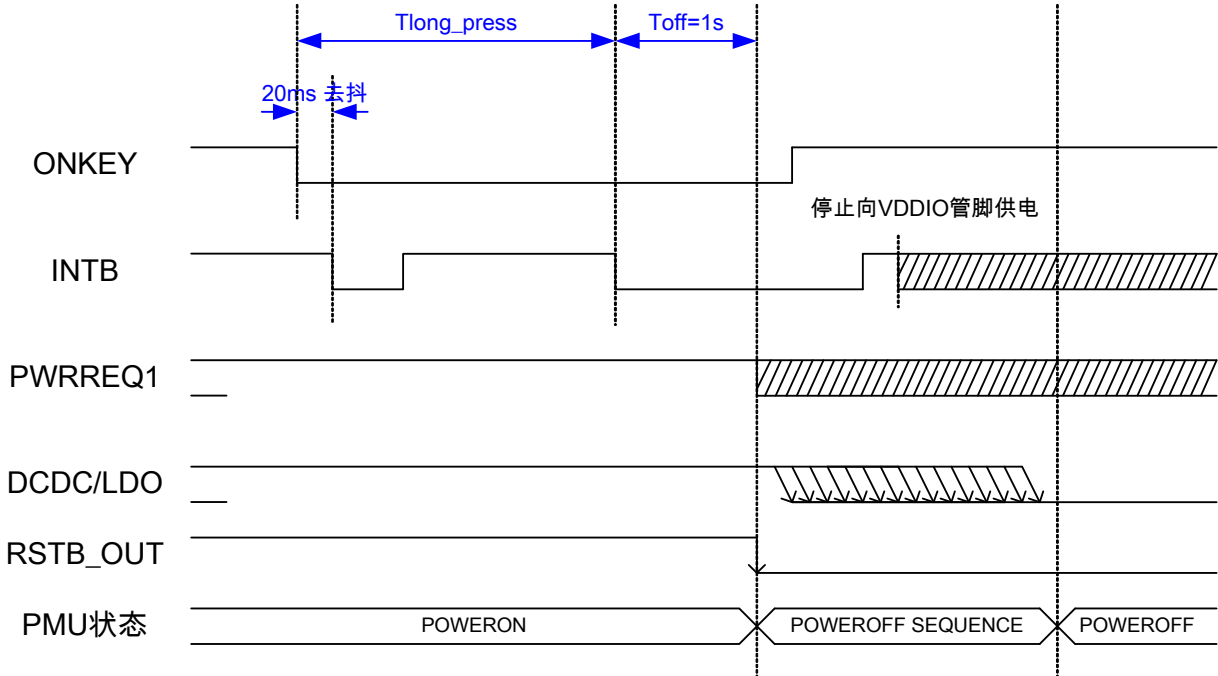 Tlong_press
Toff=1s
20ms 去抖
ONKEY
停止向VDDIO管脚供电
INTB
PWRREQ1
DCDC/LDO
RSTB_OUT
PMU状态
POWERON
POWEROFF SEQUENCE
POWEROFF